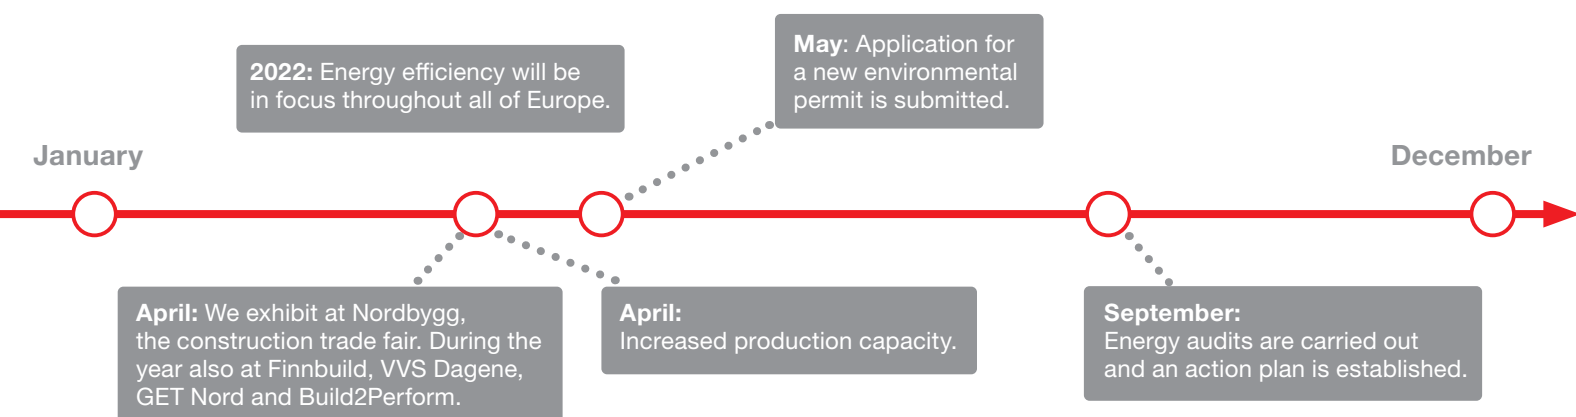 2022: Energy efficiency will be
in focus throughout all of Europe.
May: Application for
a new environmental
permit is submitted.
January
December
April: We exhibit at Nordbygg,
the construction trade fair. During the
year also at Finnbuild, VVS Dagene,
GET Nord and Build2Perform.
April:
Increased production capacity.
September:
Energy audits are carried out
and an action plan is established.